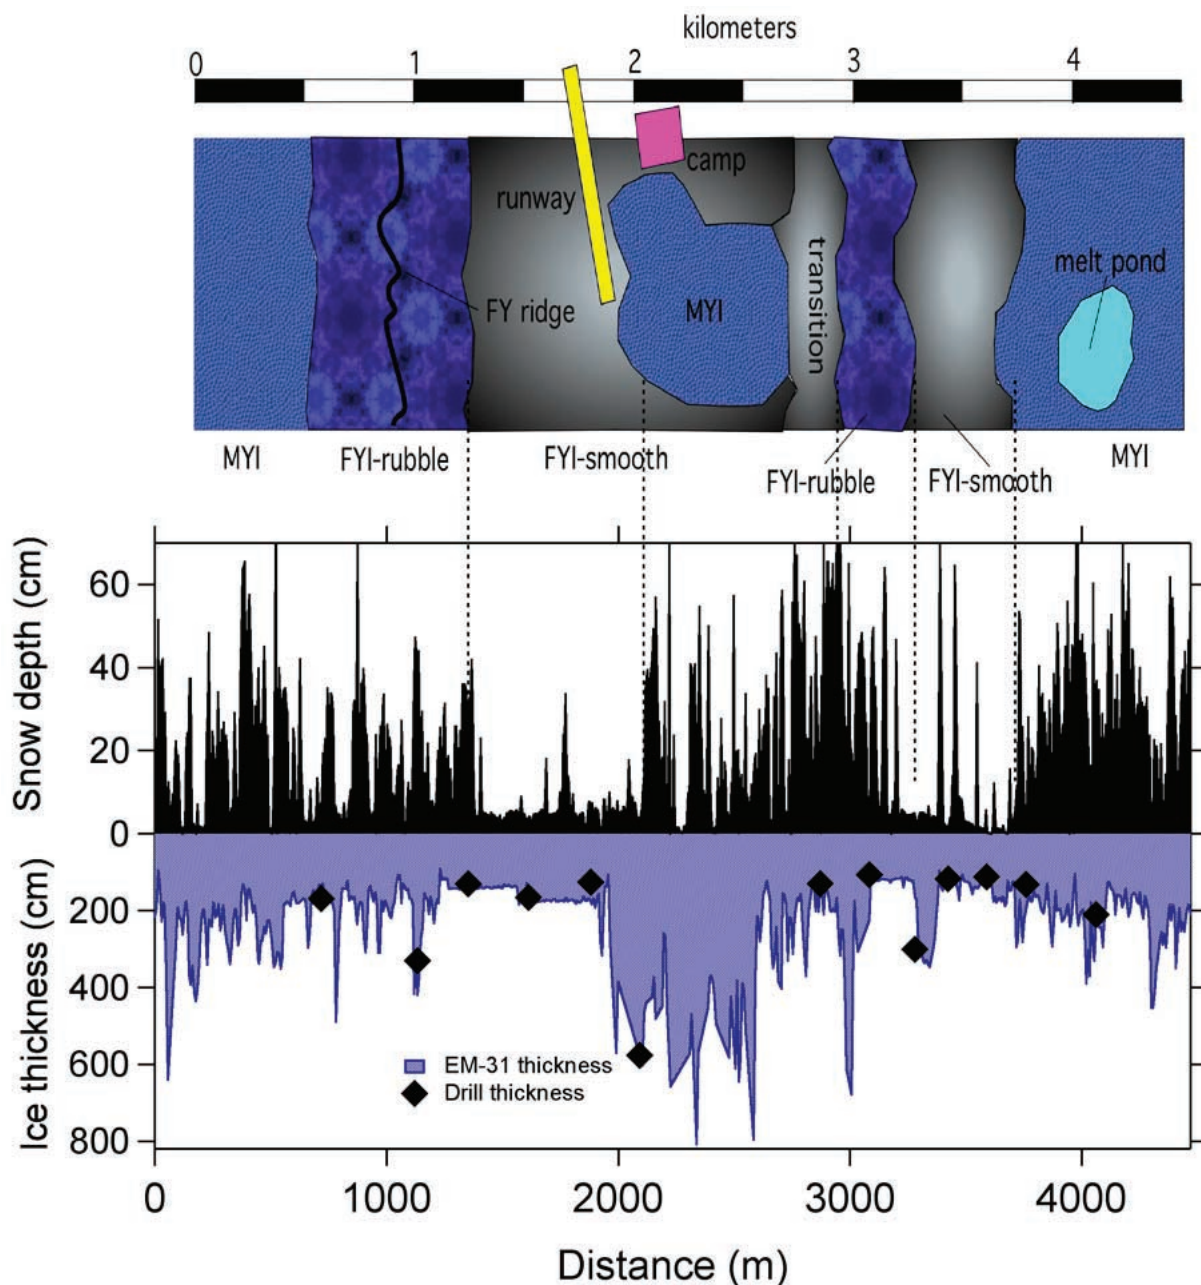 kilometers
0 1 2 3 4
camp
runway
transition
melt pond
FY ridge
MYI
MYI
FYI-rubble
FYI-smooth
FYI-rubble
FYI-smooth
MYI
Snow depth (cm)
60
40
20
0
Ice thickness (cm)
200
400
600
800
EM-31 thickness
Drill thickness
0 1000 2000 3000 4000
Distance (m)